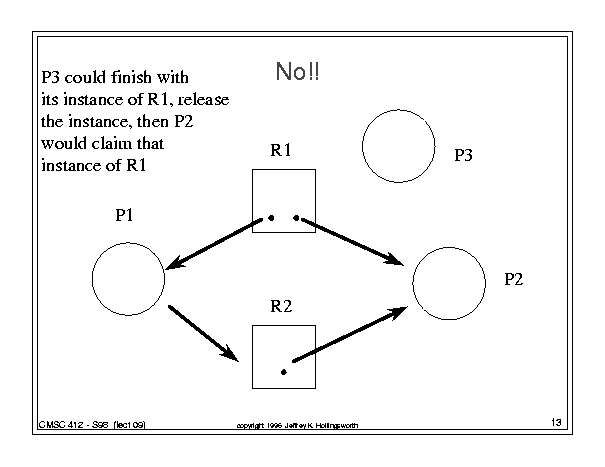 No!!
P3 could finish with
its instance of R1, release
the instance, then P2
would claim that
instance of R1
R1
P3
P1
P2
R2
CMSC 412 - S98 (lect 09)
copyright 1996 Jeffrey K. Hollingsworth
13